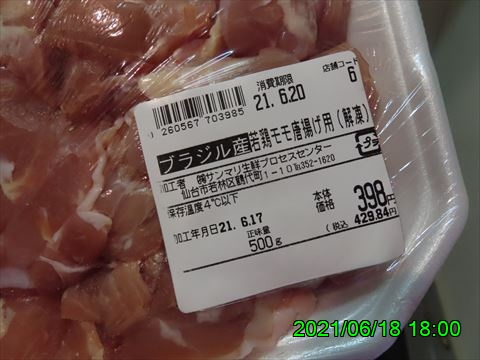 消費期限
店舗コード
21. 6.20
6
260567 703985
ブラジル産若鶏モモ唐揚げ用(解凍)
加工者 ㈱サンマリ生鮮プロセスセンター
仙台市若林区鶴代町1-10℡352-1620
保存温度4℃以下
プラ
本体
価格
398円
加工年月日21. 6.17
正味量
500g
(税込 429.84円)
2021/06/18 18:00